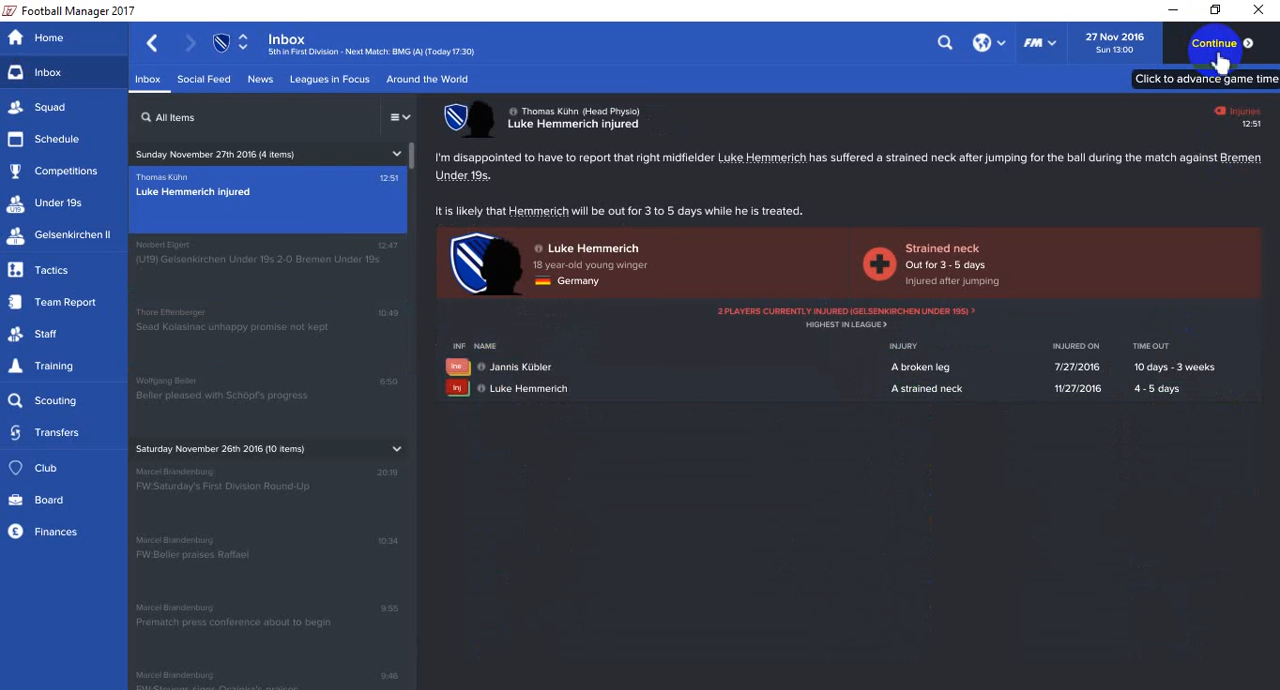 Football Manager 2017
Home
Inbox
Squad
Schedule
Competitions
Under 19s
Gelsenkirchen II
Tactics
Team Report
Staff
Training
Scouting
Transfers
Club
Board
Finances
Inbox
5th in First Division - Next Match: BMG (A) (Today 17:30)
FM
27 Nov 2016
Sun 13:00
Continue
Click to advance game time
Inbox Social Feed News Leagues in Focus Around the World
All Items
Sunday November 27th 2016 (4 items)
Thomas Kühn 12:51
Luke Hemmerich injured
Norbert Elgert 12:47
(U19) Gelsenkirchen Under 19s 2-0 Bremen Under 19s
Thore Effenberger 10:49
Sead Kolasinac unhappy promise not kept
Wolfgang Beller 6:50
Beller pleased with Schöpf's progress
Saturday November 26th 2016 (10 items)
Marcel Brandenburg 20:19
FW:Saturday's First Division Round-Up
Marcel Brandenburg 10:34
FW:Beller praises Raffael
Marcel Brandenburg 9:55
Prematch press conference about to begin
Marcel Brandenburg 9:46
Thomas Kühn (Head Physio)
Luke Hemmerich injured
Injuries
12:51
I'm disappointed to have to report that right midfielder Luke Hemmerich has suffered a strained neck after jumping for the ball during the match against Bremen
Under 19s.
It is likely that Hemmerich will be out for 3 to 5 days while he is treated.
Luke Hemmerich
18 year-old young winger
Germany
Strained neck
Out for 3 - 5 days
Injured after jumping
2 PLAYERS CURRENTLY INJURED (GELSENKIRCHEN UNDER 19S) >
HIGHEST IN LEAGUE >
INF NAME INJURY INJURED ON TIME OUT
Ine Jannis Kübler A broken leg 7/27/2016 10 days - 3 weeks
Inj Luke Hemmerich A strained neck 11/27/2016 4 - 5 days